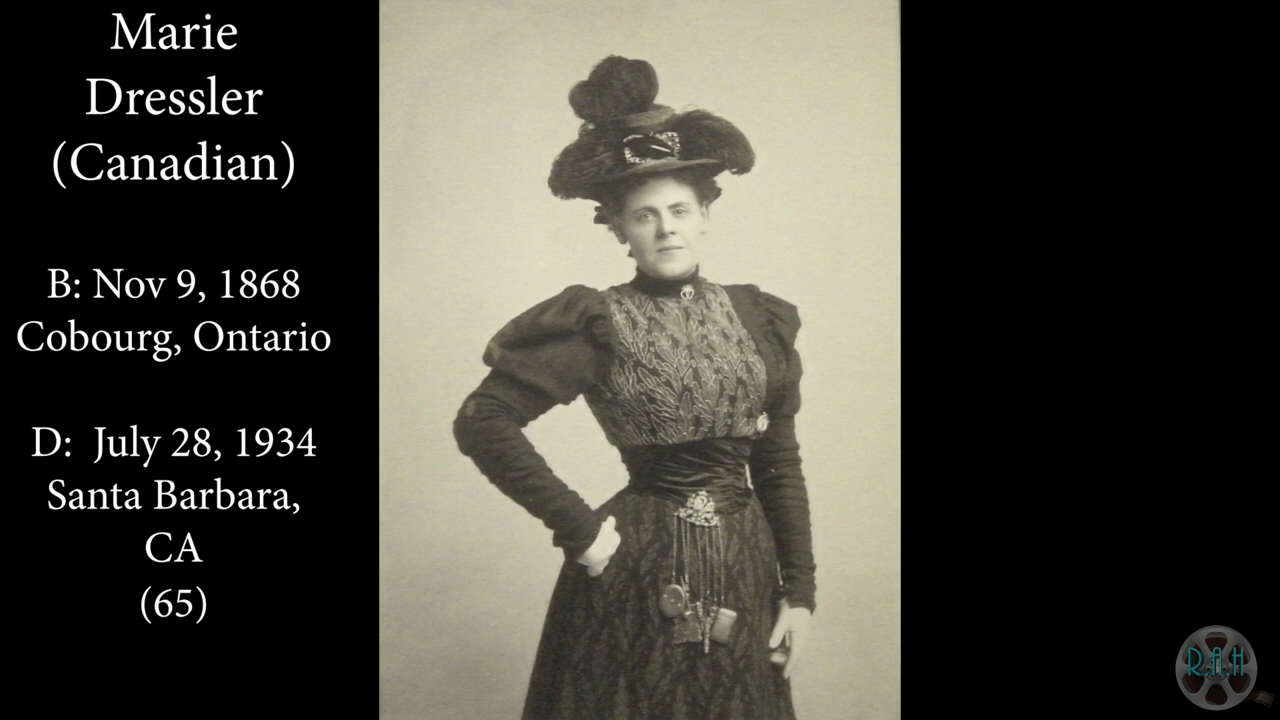 Marie
Dressler
(Canadian)
B: Nov 9, 1868
Cobourg, Ontario
D:  July 28, 1934
Santa Barbara,
CA
(65)
R.A.H